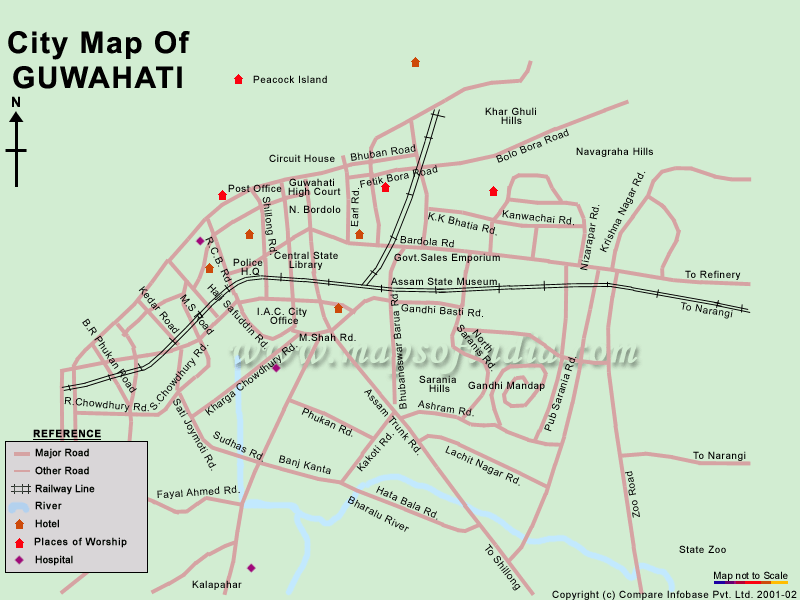 City Map Of
GUWAHATI
N
Peacock Island
Khar Ghuli
Hills
Bolo Bora Road
Navagraha Hills
Circuit House
Bhuban Road
Fetik Bora Road
Post Office
Guwahati
High Court
N. Bordolo
Earl Rd.
Shillong Rd.
K.K Bhatia Rd.
Kanwachai Rd.
Nizarapar Rd.
Krishna Nagar Rd.
R.C.B. Rd.
Police
H.Q
Central State
Library
Bardola Rd
Govt.Sales Emporium
Assam State Museum
To Refinery
To Narangi
Kedar Road
M.S Road
Haji Safuddin Rd.
I.A.C. City
Office
Gandhi Basti Rd.
M.Shah Rd.
North
Saranis Rd.
Bhubaneswar Barua Rd
B.R Phukan Road
S.Chowdhury Rd.
Kharga Chowdhury Rd.
www.mapsofindia.com
Sarania
Hills
Gandhi Mandap
Pub Sarania Rd.
R.Chowdhury Rd.
Sati Joymoti Rd.
Phukan Rd.
Assam Trunk Rd.
Ashram Rd.
Sudhas Rd
Banj Kanta
Kakoti Rd.
Lachit Nagar Rd.
To Narangi
Zoo Road
Fayal Ahmed Rd.
Hata Bala Rd.
Bharalu River
To Shillong
State Zoo
Kalapahar
REFERENCE
Major Road
Other Road
Railway Line
River
Hotel
Places of Worship
Hospital
Map not to Scale
Copyright (c) Compare Infobase Pvt. Ltd. 2001-02